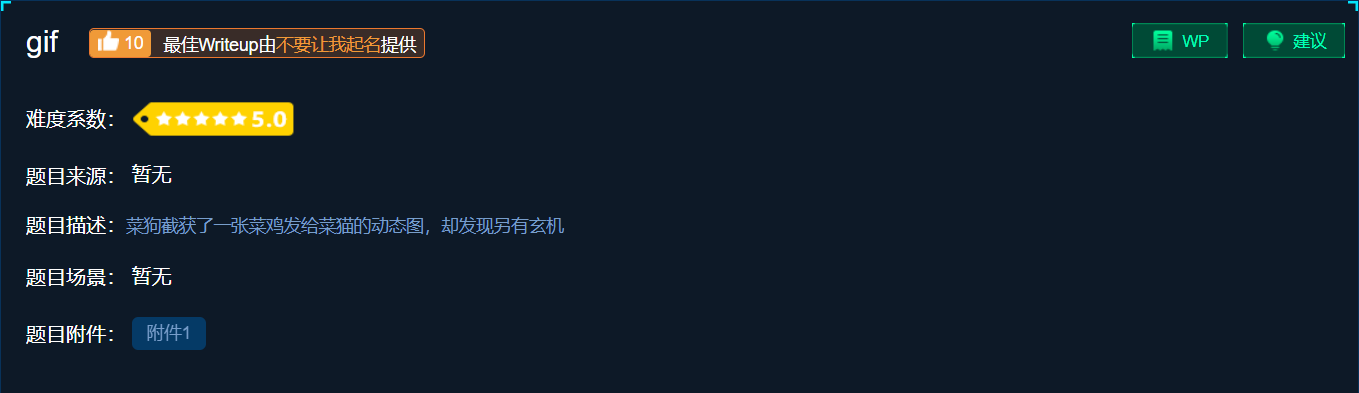 gif 10 最佳Writeup由不要让我起名提供 WP 建议
难度系数： 5.0
题目来源： 暂无
题目描述：菜狗截获了一张菜鸡发给菜猫的动态图，却发现另有玄机
题目场景： 暂无
题目附件： 附件1